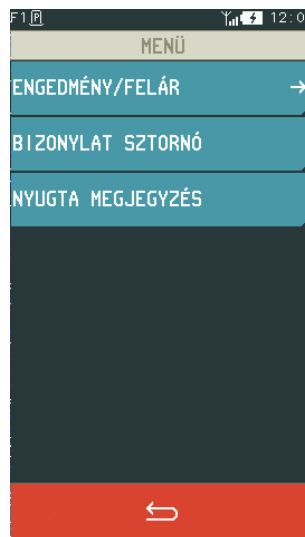 F1 P 12:0
MENÜ
ENGEDMÉNY/FELÁR
BIZONYLAT SZTORNÓ
NYUGTA MEGJEGYZÉS